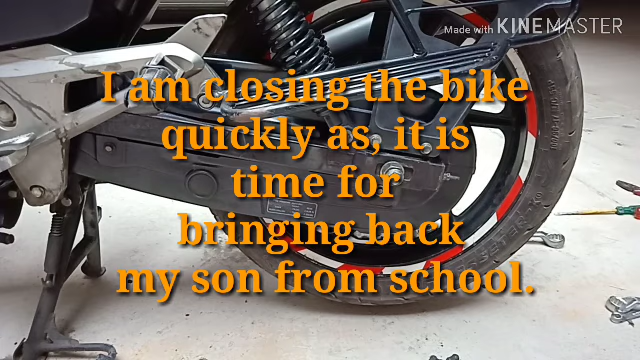 Made with KINEMASTER
I am closing the bike
quickly as, it is
time for
bringing back
my son from school.